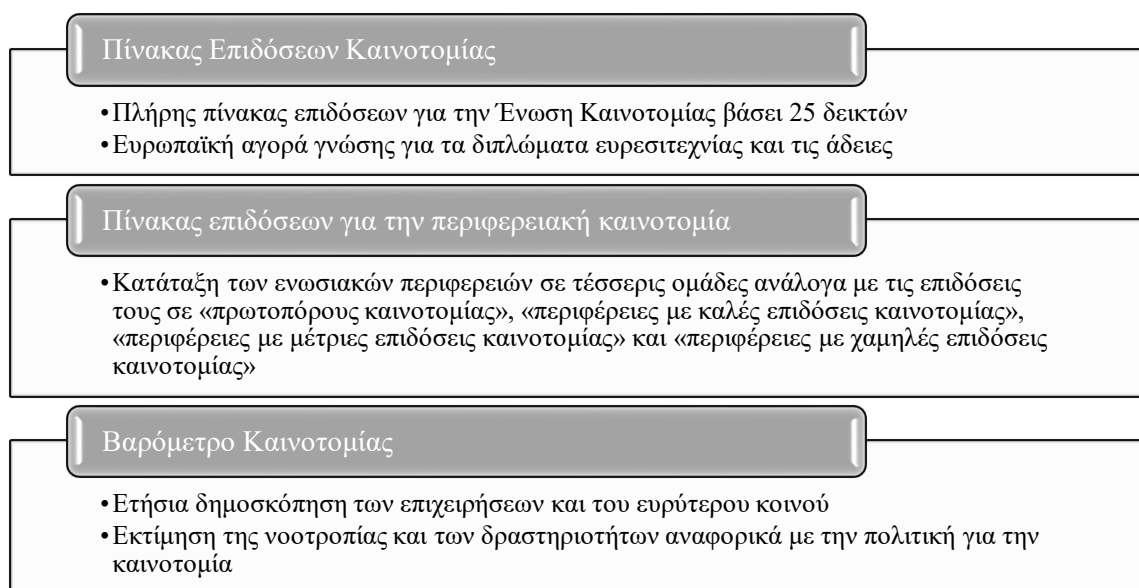 Πίνακας Επιδόσεων Καινοτομίας
•Πλήρης πίνακας επιδόσεων για την Ένωση Καινοτομίας βάσει 25 δεικτών
•Ευρωπαϊκή αγορά γνώσης για τα διπλώματα ευρεσιτεχνίας και τις άδειες
Πίνακας επιδόσεων για την περιφερειακή καινοτομία
•Κατάταξη των ενωσιακών περιφερειών σε τέσσερις ομάδες ανάλογα με τις επιδόσεις
τους σε «πρωτοπόρους καινοτομίας», «περιφέρειες με καλές επιδόσεις καινοτομίας»,
«περιφέρειες με μέτριες επιδόσεις καινοτομίας» και «περιφέρειες με χαμηλές επιδόσεις
καινοτομίας»
Βαρόμετρο Καινοτομίας
•Ετήσια δημοσκόπηση των επιχειρήσεων και του ευρύτερου κοινού
•Εκτίμηση της νοοτροπίας και των δραστηριοτήτων αναφορικά με την πολιτική για την
καινοτομία